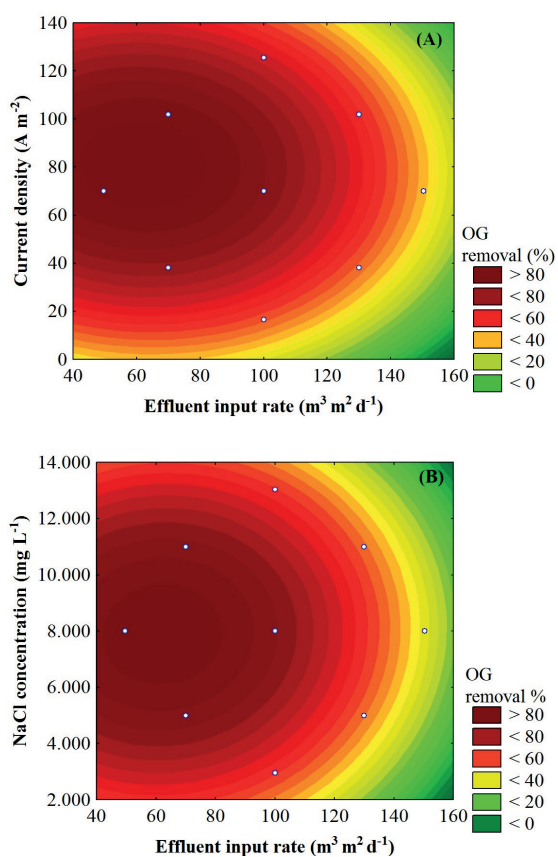 (A)
140
120
100
80
60
40
20
0
Current density (A m⁻²)
40 60 80 100 120 140 160
Effluent input rate (m³ m² d⁻¹)
OG
removal (%)
> 80
< 80
< 60
< 40
< 20
< 0
(B)
14.000
12.000
10.000
8.000
6.000
4.000
2.000
NaCl concentration (mg L⁻¹)
40 60 80 100 120 140 160
Effluent input rate (m³ m² d⁻¹)
OG
removal %
> 80
< 80
< 60
< 40
< 20
< 0